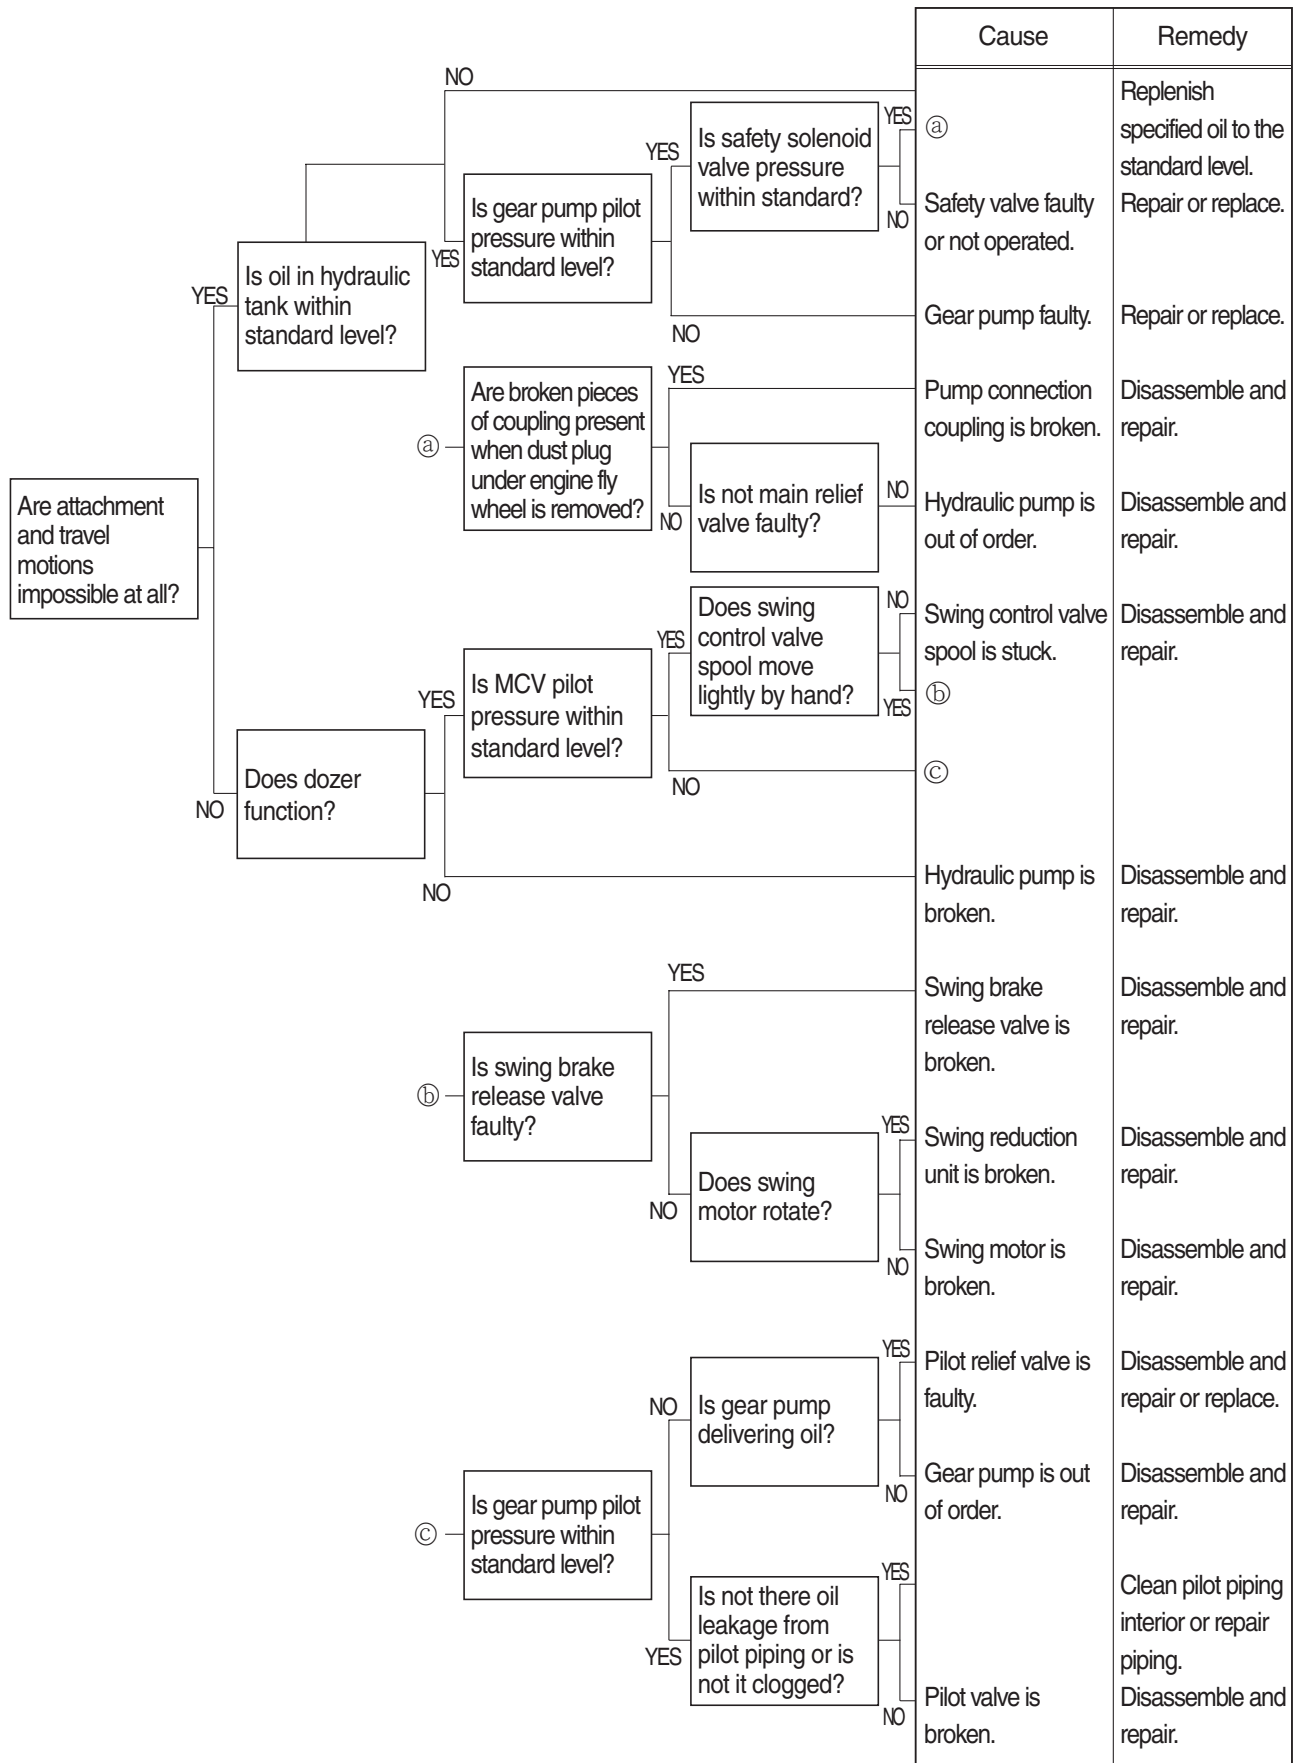 Cause
Remedy
NO
Replenish
specified oil to the
standard level.
YES
Is safety solenoid
valve pressure
within standard?
YES
ⓐ
NO
Safety valve faulty
or not operated.
Repair or replace.
Is gear pump pilot
pressure within
standard level?
YES
YES
Is oil in hydraulic
tank within
standard level?
NO
Gear pump faulty.
Repair or replace.
ⓐ
Are broken pieces
of coupling present
when dust plug
under engine fly
wheel is removed?
YES
Pump connection
coupling is broken.
Disassemble and
repair.
NO
Is not main relief
valve faulty?
NO
Hydraulic pump is
out of order.
Disassemble and
repair.
Are attachment
and travel
motions
impossible at all?
YES
Does swing
control valve
spool move
lightly by hand?
NO
Swing control valve
spool is stuck.
Disassemble and
repair.
YES
ⓑ
YES
Is MCV pilot
pressure within
standard level?
NO
ⓒ
NO
Does dozer
function?
NO
Hydraulic pump is
broken.
Disassemble and
repair.
YES
Swing brake
release valve is
broken.
Disassemble and
repair.
ⓑ
Is swing brake
release valve
faulty?
NO
Does swing
motor rotate?
YES
Swing reduction
unit is broken.
Disassemble and
repair.
NO
Swing motor is
broken.
Disassemble and
repair.
NO
Is gear pump
delivering oil?
YES
Pilot relief valve is
faulty.
Disassemble and
repair or replace.
NO
Gear pump is out
of order.
Disassemble and
repair.
ⓒ
Is gear pump pilot
pressure within
standard level?
YES
Is not there oil
leakage from
pilot piping or is
not it clogged?
YES
Clean pilot piping
interior or repair
piping.
NO
Pilot valve is
broken.
Disassemble and
repair.